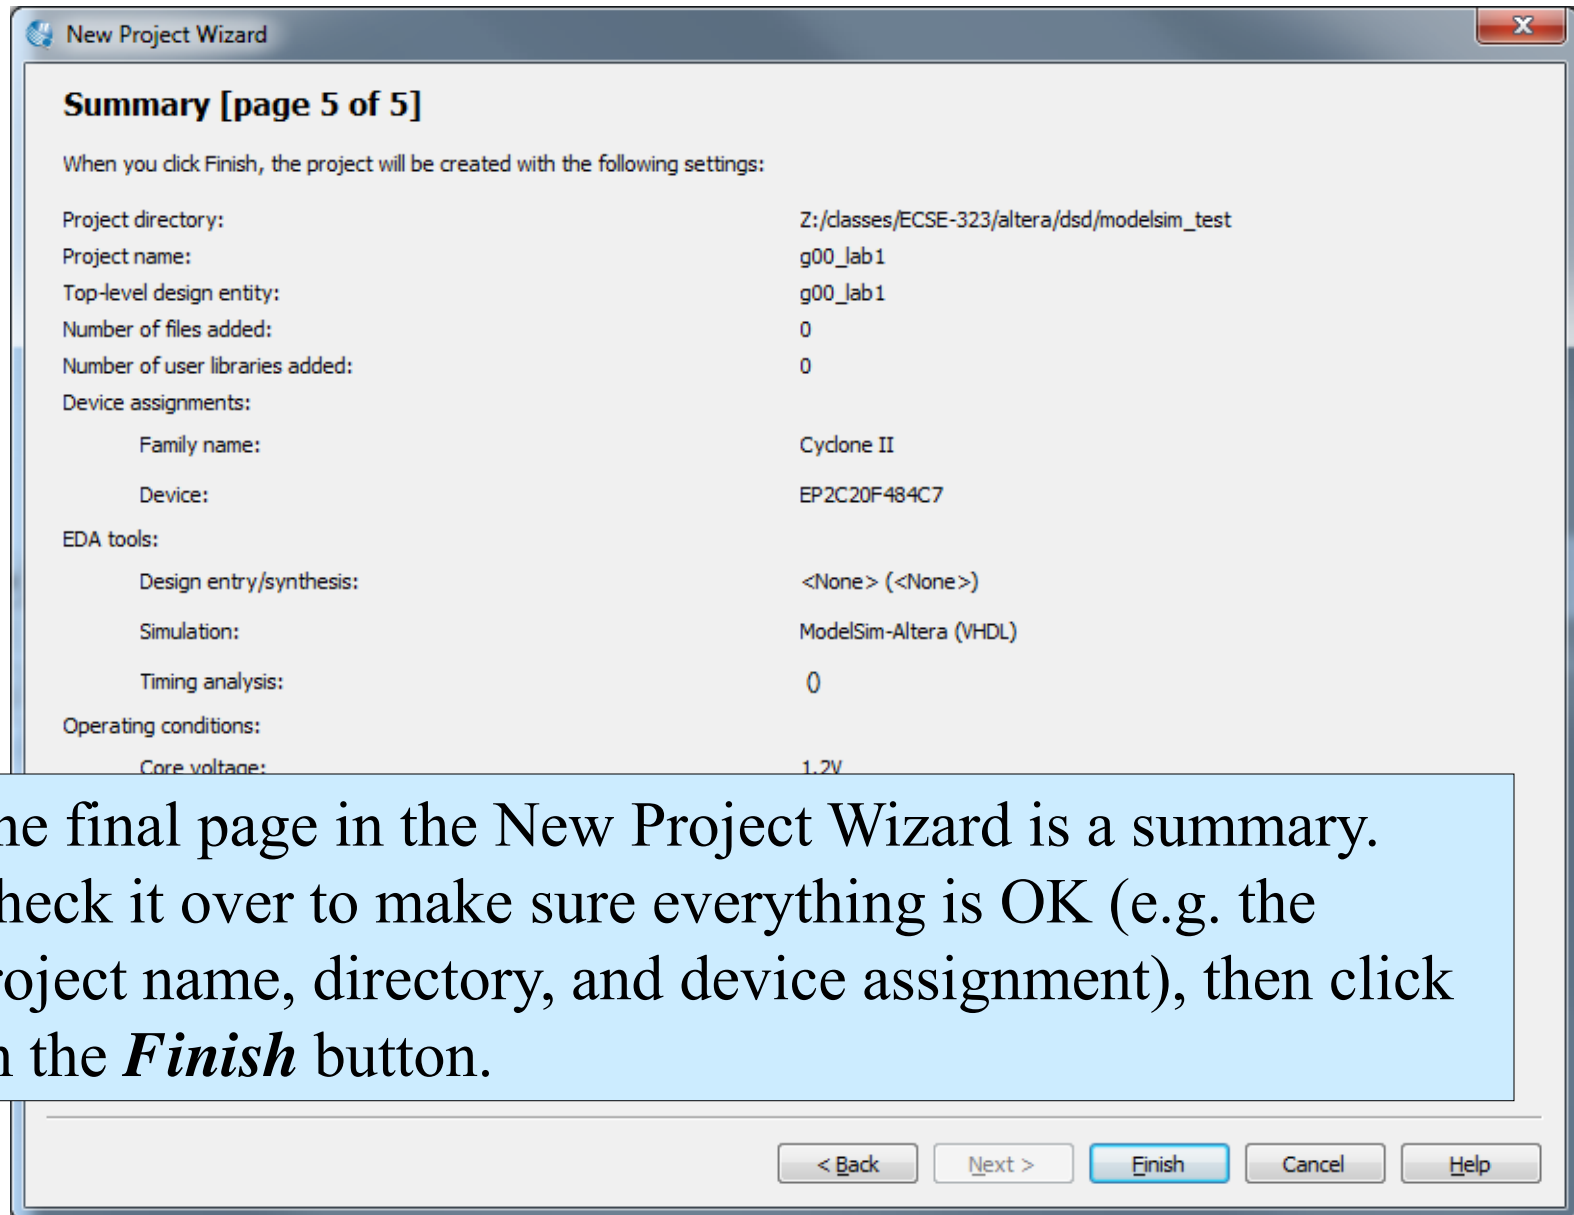 New Project Wizard
Summary [page 5 of 5]
When you click Finish, the project will be created with the following settings:
Project directory: Z:/classes/ECSE-323/altera/dsd/modelsim_test
Project name: g00_lab1
Top-level design entity: g00_lab1
Number of files added: 0
Number of user libraries added: 0
Device assignments:
Family name: Cyclone II
Device: EP2C20F484C7
EDA tools:
Design entry/synthesis: <None> (<None>)
Simulation: ModelSim-Altera (VHDL)
Timing analysis: ()
Operating conditions:
Core voltage: 1.2V
he final page in the New Project Wizard is a summary.
heck it over to make sure everything is OK (e.g. the
roject name, directory, and device assignment), then click
n the Finish button.
< Back Next > Finish Cancel Help